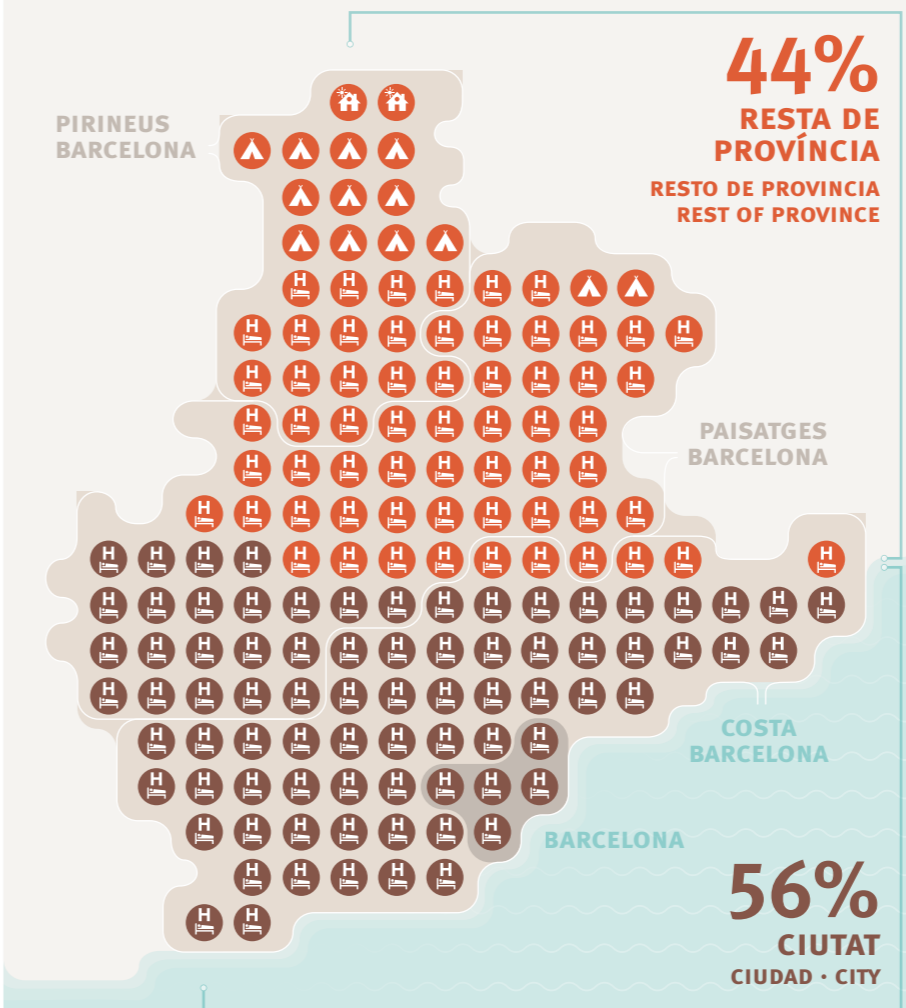 44%
RESTA DE
PROVÍNCIA
RESTO DE PROVINCIA
REST OF PROVINCE
PIRINEUS
BARCELONA
H H H H H H
H H H H H H H H H H
H H H H H H H H H
H H H H H H H H
H H H H H H H H
H H H H H H H H H H
PAISATGES
BARCELONA
H H H H H H H H H H H H H H
H H H H H H H H H H H H H H H H
H H H H H H H H H H H H H H H
H H H H H H H H H H H H
COSTA
BARCELONA
H H H H H H H H H
H H H H H H H H H
H H H H H H H
BARCELONA
H H H H H
H H
56%
CIUTAT
CIUDAD · CITY